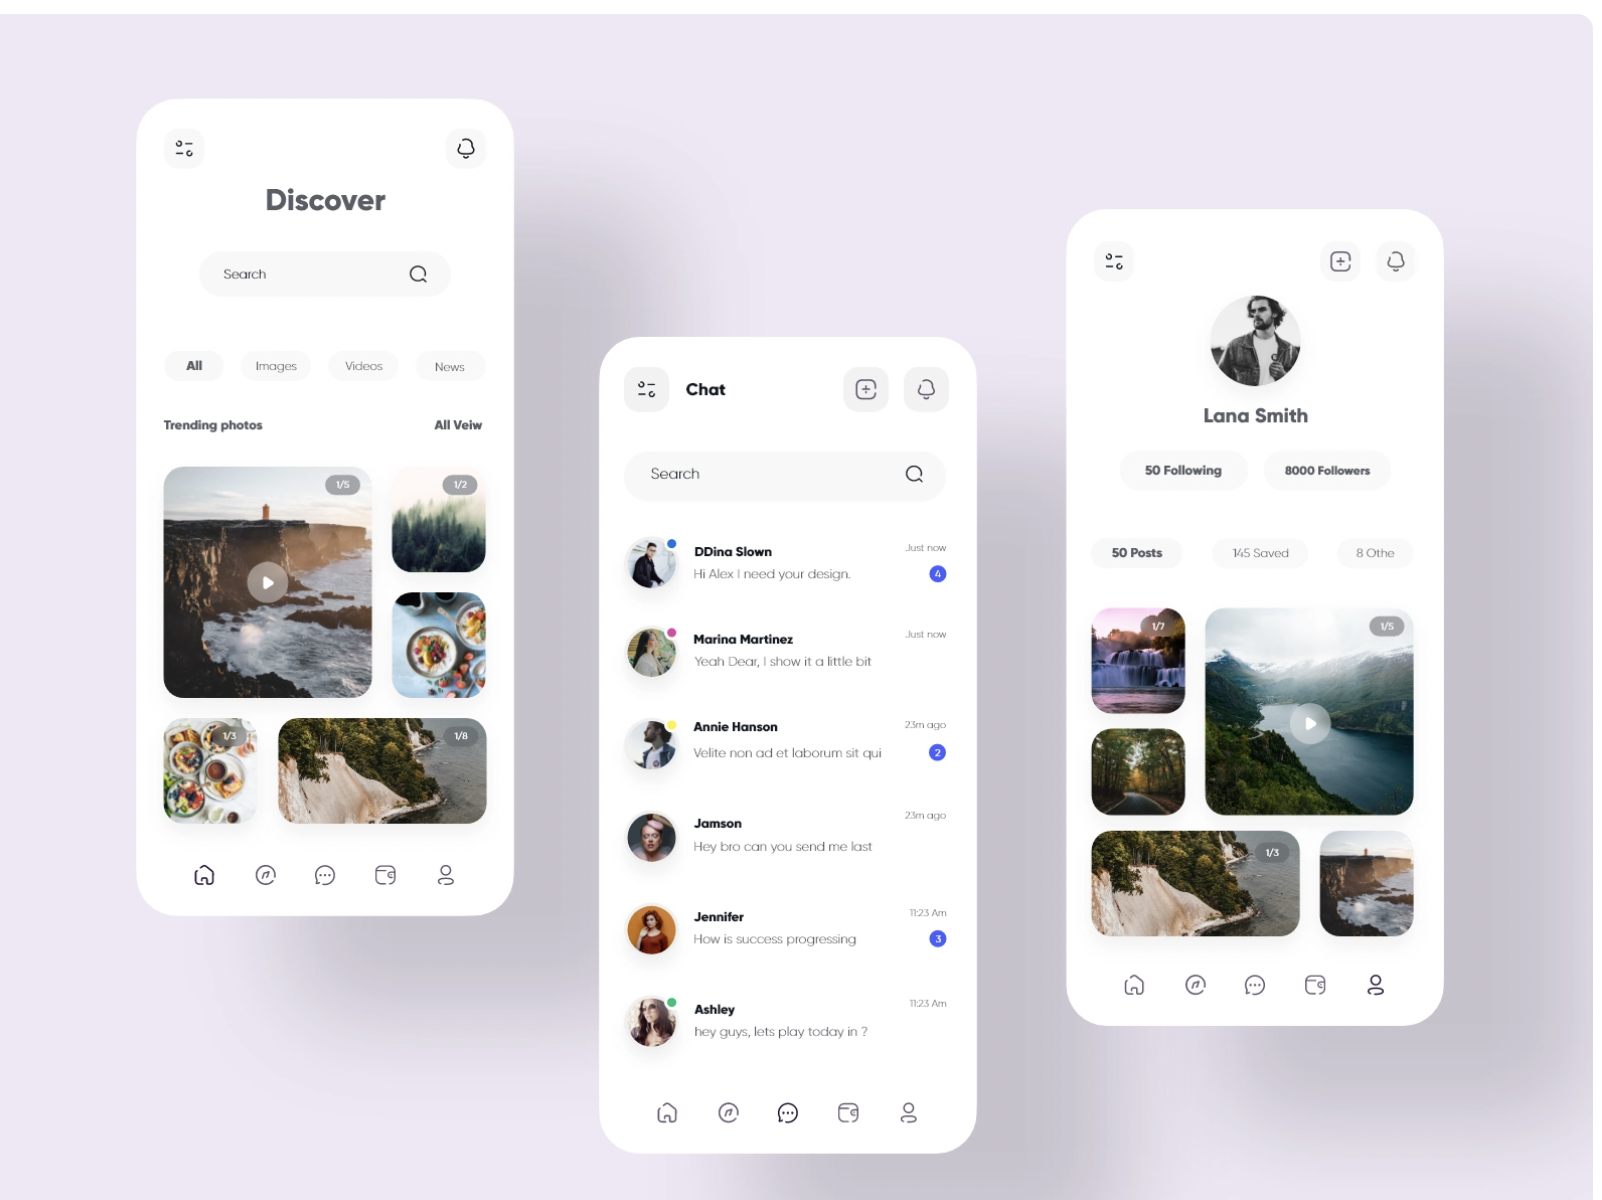 Discover
Search
All Images Videos News
Trending photos All Veiw
1/5 1/2
1/3 1/8
Chat
Search
DDina Slown Just now
Hi Alex I need your design. 4
Marina Martinez Just now
Yeah Dear, I show it a little bit
Annie Hanson 23m ago
Velite non ad et laborum sit qui 2
Jamson 23m ago
Hey bro can you send me last
Jennifer 11:23 Am
How is success progressing 3
Ashley 11:23 Am
hey guys, lets play today in ?
Lana Smith
50 Following 8000 Followers
50 Posts 145 Saved 8 Othe
1/7 1/5
1/3